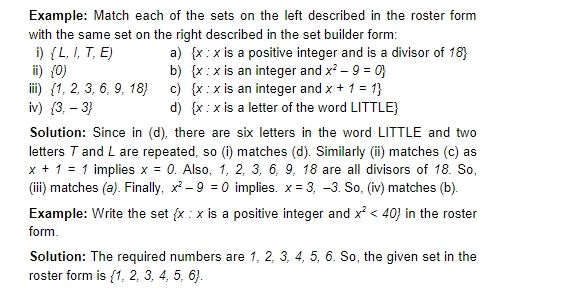 Example: Match each of the sets on the left described in the roster form
with the same set on the right described in the set builder form:
i) {L, I, T, E) a) {x : x is a positive integer and is a divisor of 18}
ii) {0) b) {x : x is an integer and x² – 9 = 0}
iii) {1, 2, 3, 6, 9, 18} c) {x : x is an integer and x + 1 = 1}
iv) {3, – 3} d) {x : x is a letter of the word LITTLE}
Solution: Since in (d), there are six letters in the word LITTLE and two
letters T and L are repeated, so (i) matches (d). Similarly (ii) matches (c) as
x + 1 = 1 implies x = 0. Also, 1, 2, 3, 6, 9, 18 are all divisors of 18. So,
(iii) matches (a). Finally, x² – 9 = 0 implies. x = 3, –3. So, (iv) matches (b).
Example: Write the set {x : x is a positive integer and x² < 40} in the roster
form.
Solution: The required numbers are 1, 2, 3, 4, 5, 6. So, the given set in the
roster form is {1, 2, 3, 4, 5, 6}.